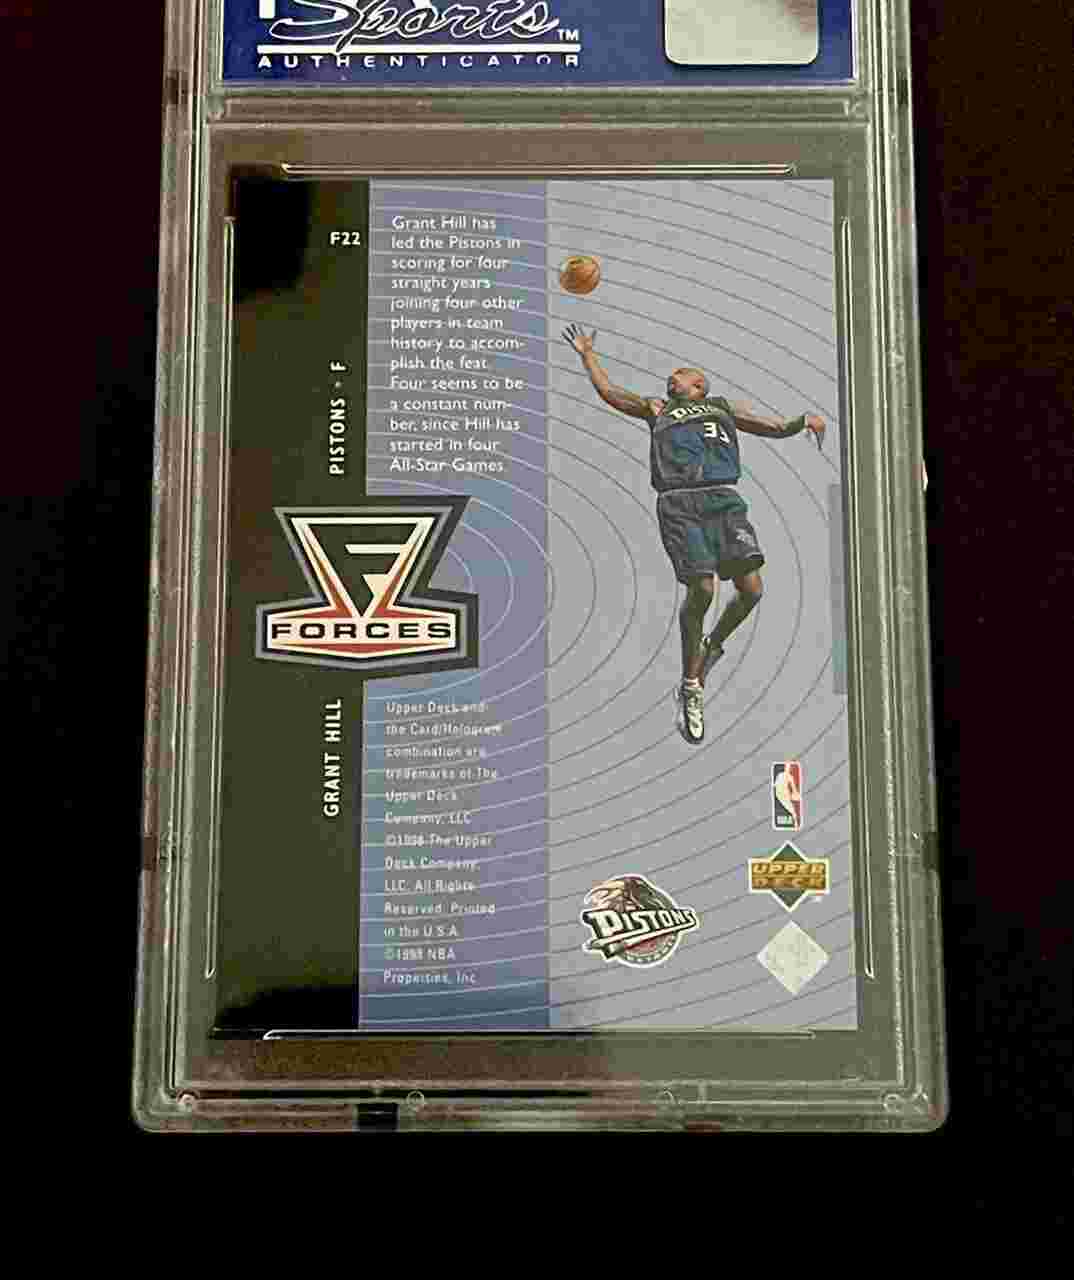 Sports™
AUTHENTICATOR
F22
Grant Hill has
led the Pistons in
scoring for four
straight years
joining four other
players in team
history to accom-
plish the feat.
Four seems to be
a constant num-
ber, since Hill has
started in four
All-Star Games.
PISTONS • F
PISTONS
33
F
FORCES
GRANT HILL
Upper Deck and
the Card/Hologram
combination are
trademarks of The
Upper Deck
Company, LLC
©1998 The Upper
Deck Company,
LLC. All Rights
Reserved. Printed
in the U.S.A.
©1998 NBA
Properties, Inc.
NBA
UPPER
DECK
PISTONS